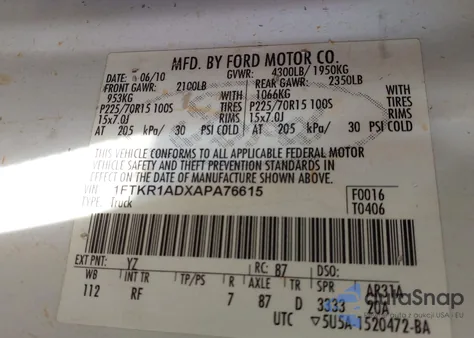 MFD. BY FORD MOTOR CO.
DATE: 06/10 GVWR: 4300LB/ 1950KG
FRONT GAWR: 2100LB REAR GAWR: 2350LB
953KG WITH 1066KG WITH
P225/70R15 100S TIRES P225/70R15 100S TIRES
15x7.0J RIMS 15x7.0J RIMS
AT 205 kPa/ 30 PSI COLD AT 205 kPa/ 30 PSI COLD
THIS VEHICLE CONFORMS TO ALL APPLICABLE FEDERAL MOTOR
VEHICLE SAFETY AND THEFT PREVENTION STANDARDS IN
EFFECT ON THE DATE OF MANUFACTURE SHOWN ABOVE.
VIN: 1FTKR1ADXAPA76615 F0016
TYPE: Truck T0406
EXT PNT: YZ RC: 87 DSO:
WB INT TR TP/PS R AXLE TR SPR AR31A
112 RF 7 87 D 3333 20A
UTC ▽5U5A-1520472-BA